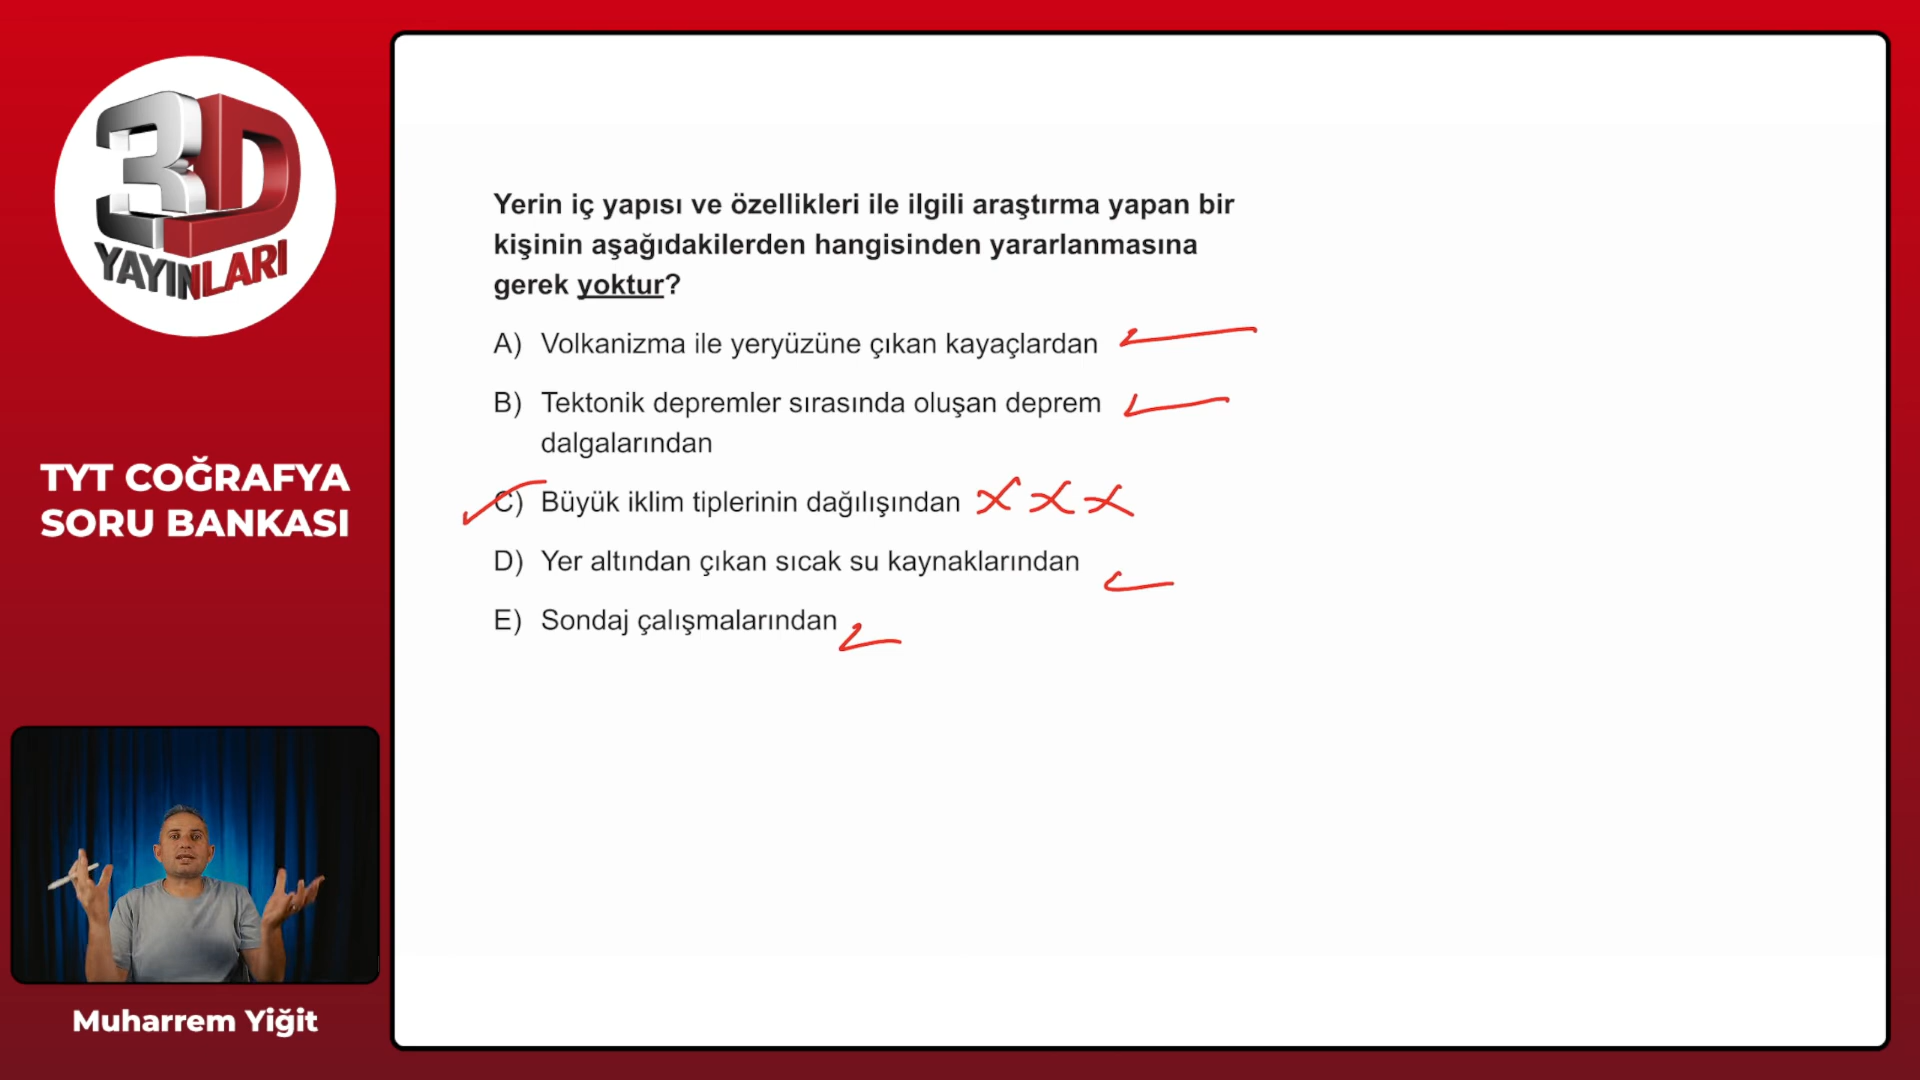 3D
YAYINLARI
TYT COĞRAFYA
SORU BANKASI
Muharrem Yiğit
Yerin iç yapısı ve özellikleri ile ilgili araştırma yapan bir
kişinin aşağıdakilerden hangisinden yararlanmasına
gerek yoktur?
A) Volkanizma ile yeryüzüne çıkan kayaçlardan
B) Tektonik depremler sırasında oluşan deprem
dalgalarından
C) Büyük iklim tiplerinin dağılışından
D) Yer altından çıkan sıcak su kaynaklarından
E) Sondaj çalışmalarından